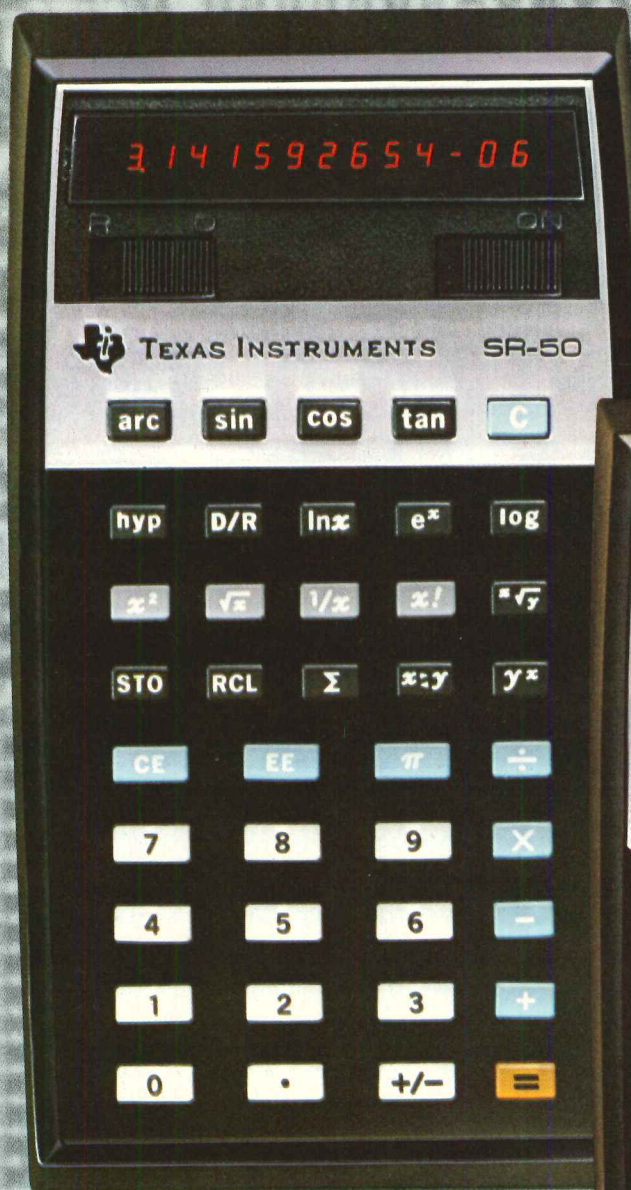 3.141592654-06
R D ON
TEXAS INSTRUMENTS SR-50
arc sin cos tan C
hyp D/R lnx eˣ log
x² √x 1/x x! ˣ√y
STO RCL Σ x:y yˣ
CE EE π ÷
7 8 9 ×
4 5 6 −
1 2 3 +
0 . +/− =